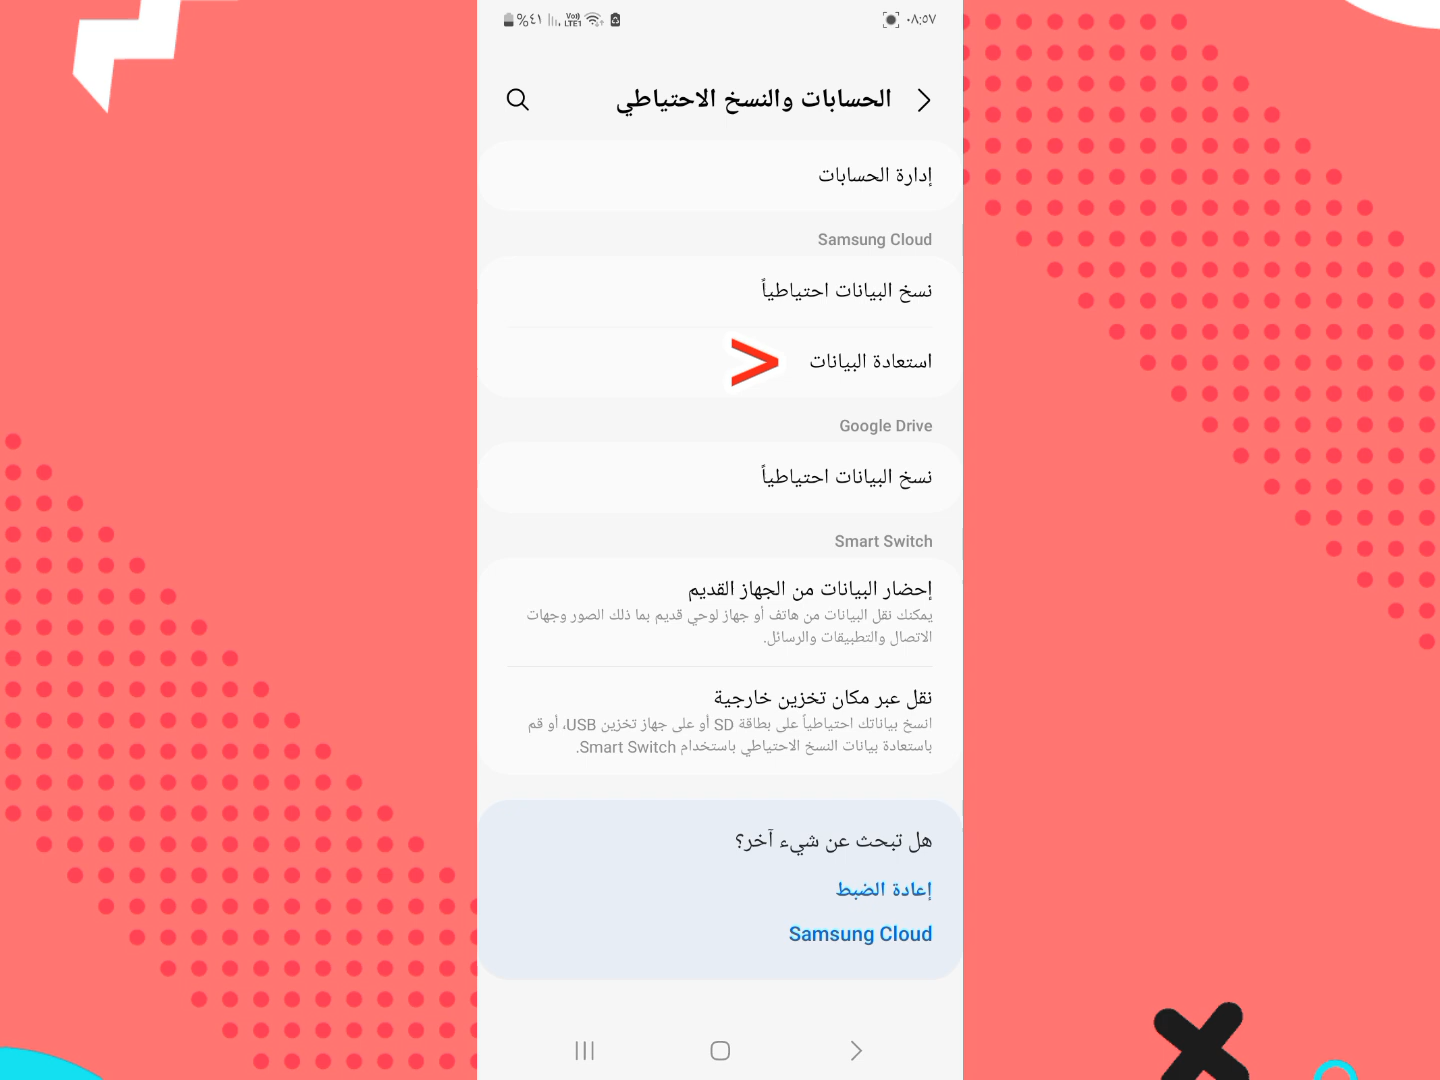 ٠٨:٥٧ %٤١ Vo)) LTE1
الحسابات والنسخ الاحتياطي
إدارة الحسابات
Samsung Cloud
نسخ البيانات احتياطياً
استعادة البيانات
Google Drive
نسخ البيانات احتياطياً
Smart Switch
إحضار البيانات من الجهاز القديم
يمكنك نقل البيانات من هاتف أو جهاز لوحي قديم بما ذلك الصور وجهات
الاتصال والتطبيقات والرسائل.
نقل عبر مكان تخزين خارجية
انسخ بياناتك احتياطياً على بطاقة SD أو على جهاز تخزين USB، أو قم
باستعادة بيانات النسخ الاحتياطي باستخدام Smart Switch.
هل تبحث عن شيء آخر؟
إعادة الضبط
Samsung Cloud